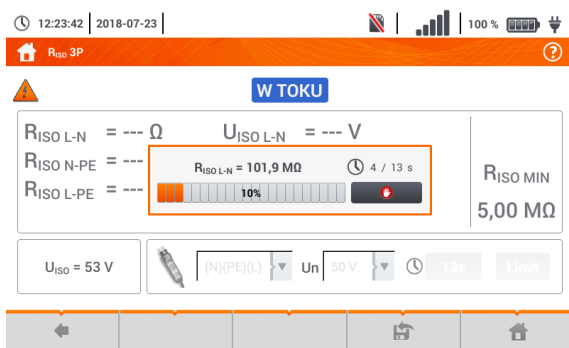 12:23:42 2018-07-23 100 %
RISO 3P ?
W TOKU
RISO L-N = --- Ω UISO L-N = --- V
RISO N-PE = ---
RISO L-PE = ---
RISO L-N = 101,9 MΩ 4 / 13 s
10%
RISO MIN
5,00 MΩ
UISO = 53 V (N)(PE)(L) Un 50 V 13s Limit